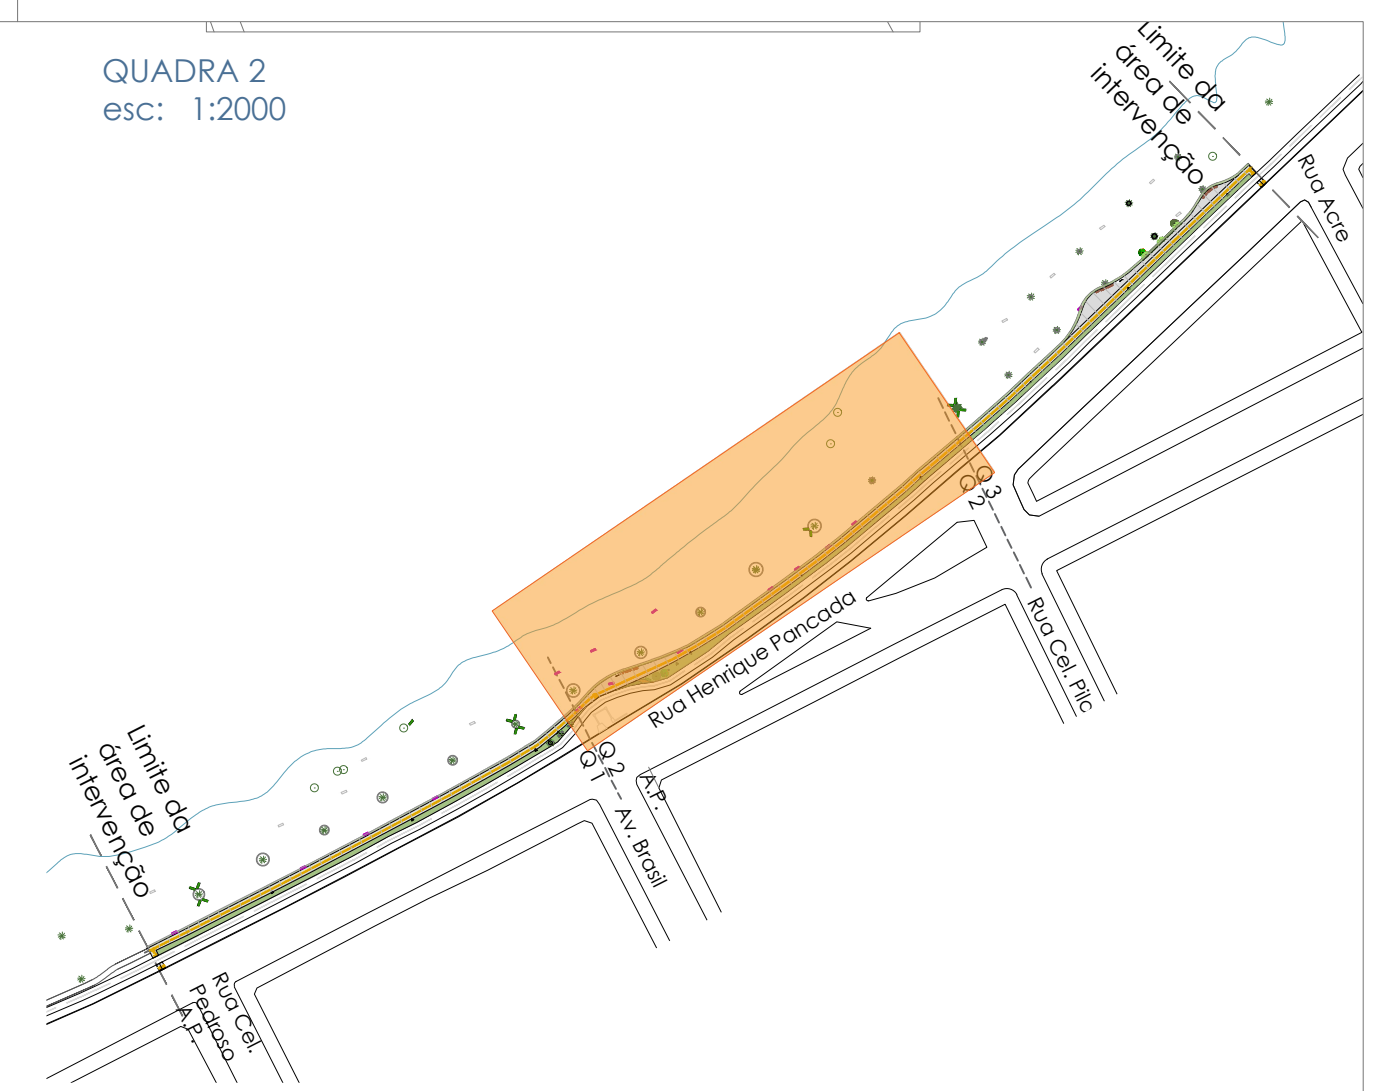 QUADRA 2
esc: 1:2000
Limite da
área de
intervenção
Rua Acre
Q 3
Q 2
Rua Henrique Pancada
Rua Cel. Pilc
Q 2
Q 1
A.P.
Av. Brasil
Limite da
área de
intervenção
Rua Cel.
Pedroso
A.P.